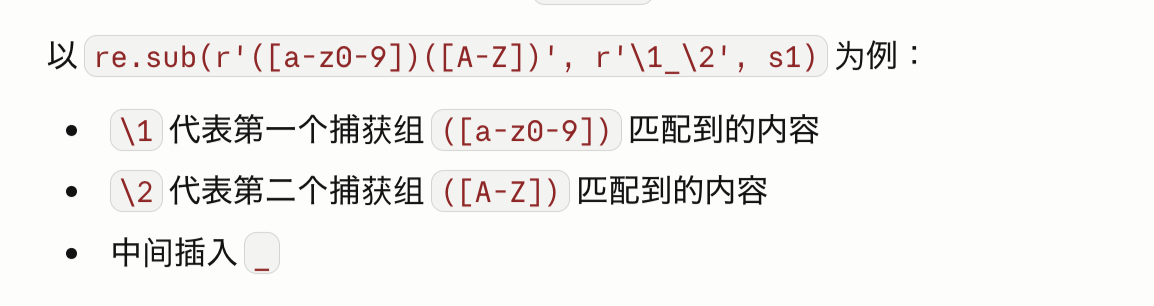 以 re.sub(r'([a-z0-9])([A-Z])', r'\1_\2', s1) 为例：
• \1 代表第一个捕获组 ([a-z0-9]) 匹配到的内容
• \2 代表第二个捕获组 ([A-Z]) 匹配到的内容
• 中间插入 _